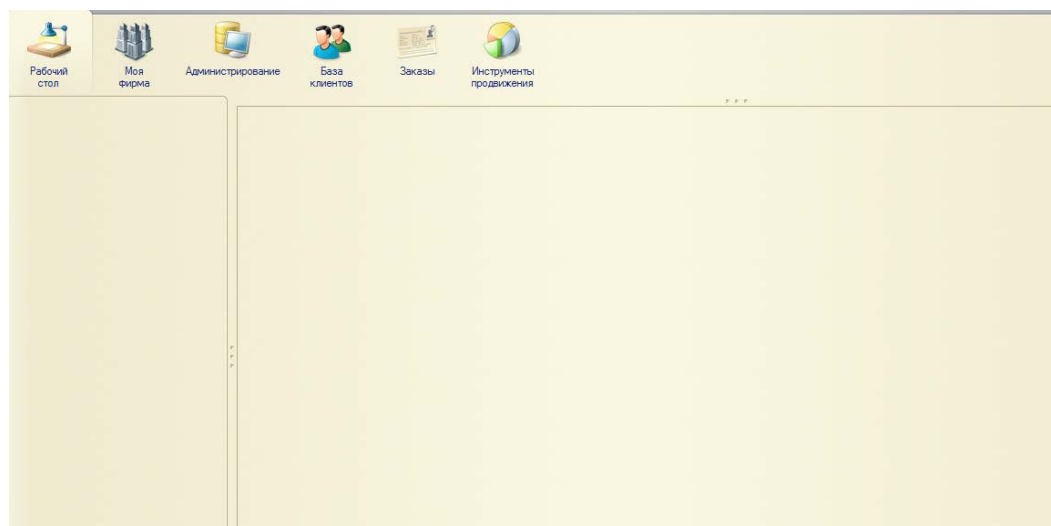 Рабочий
стол
Моя
фирма
Администрирование
База
клиентов
Заказы
Инструменты
продвижения